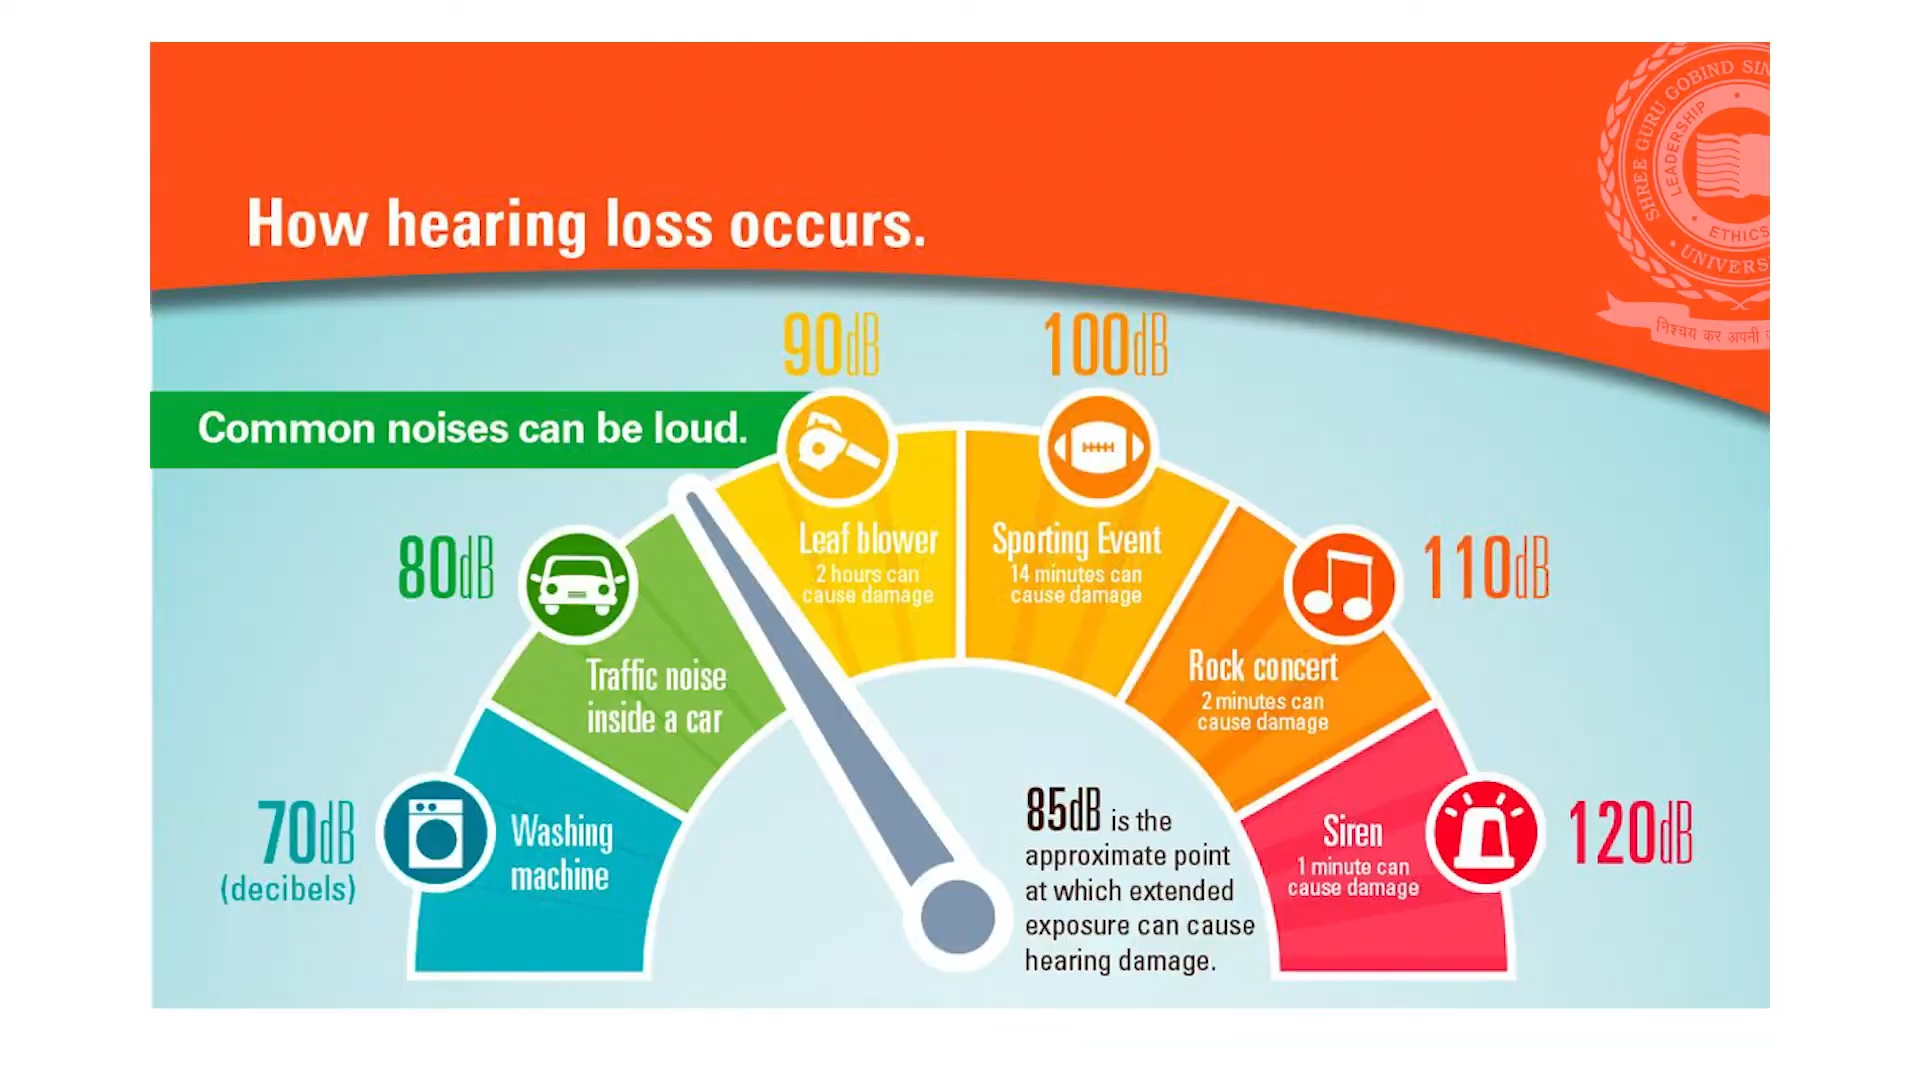 SHREE GURU GOBIND
LEADERSHIP
ETHICS
How hearing loss occurs.
निश्चय कर अपनी
90dB
100dB
Common noises can be loud.
80dB
Leaf blower
2 hours can
cause damage
Sporting Event
14 minutes can
cause damage
110dB
Traffic noise
inside a car
Rock concert
2 minutes can
cause damage
70dB
(decibels)
Washing
machine
85dB is the
approximate point
at which extended
exposure can cause
hearing damage.
Siren
1 minute can
cause damage
120dB